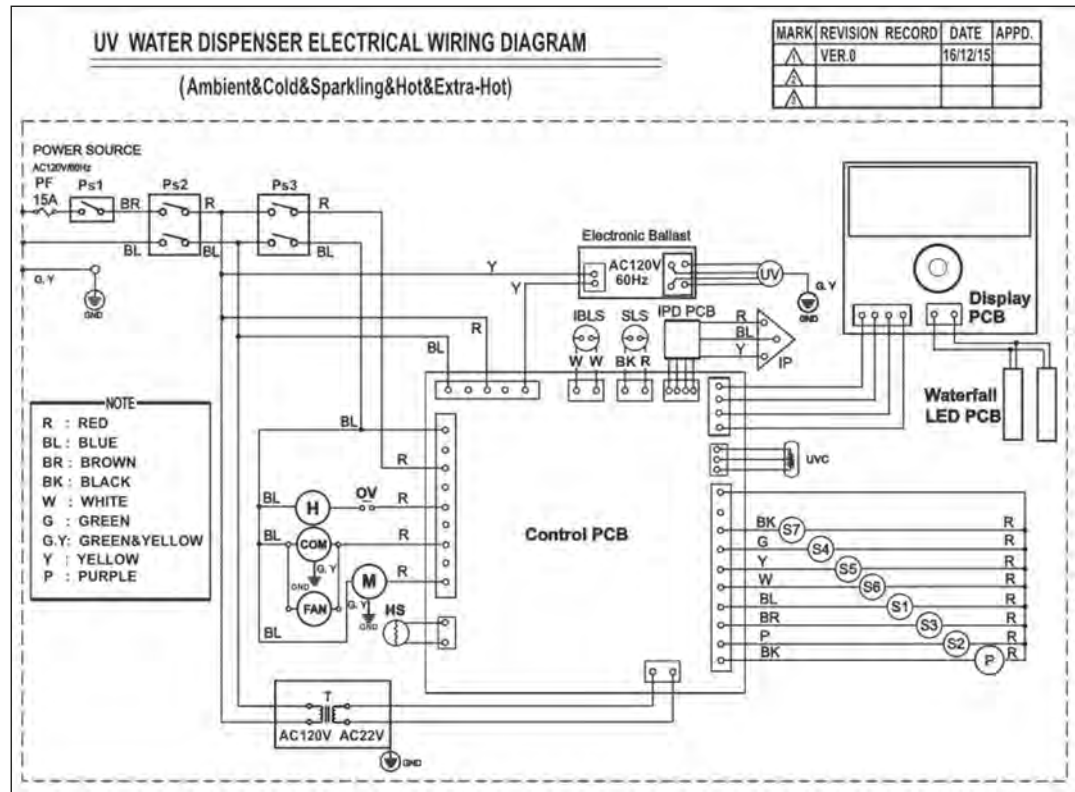 UV WATER DISPENSER ELECTRICAL WIRING DIAGRAM
(Ambient&Cold&Sparkling&Hot&Extra-Hot)
MARK REVISION RECORD DATE APPD.
1 VER.0 16/12/15
2
3
POWER SOURCE
AC120V/60Hz
PF
15A
Ps1
BR
Ps2
R
Ps3
R
BL
BL
BL
G, Y
GND
Y
Y
R
BL
Electronic Ballast
AC120V
60Hz
UV
G, Y
GND
IBLS
SLS
IPD PCB
W W
BK R
R
BL
Y
IP
Display
PCB
Waterfall
LED PCB
NOTE
R : RED
BL : BLUE
BR : BROWN
BK : BLACK
W : WHITE
G : GREEN
G.Y: GREEN&YELLOW
Y : YELLOW
P : PURPLE
BL
R
BL
H
OV
R
BL
COM
R
G, Y
GND
FAN
M
R
G, Y
GND
BL
HS
Control PCB
UVC
BK S7 R
G S4 R
Y S5 R
W S6 R
BL S1 R
BR S3 R
P S2 R
BK P R
T
AC120V AC22V
GND